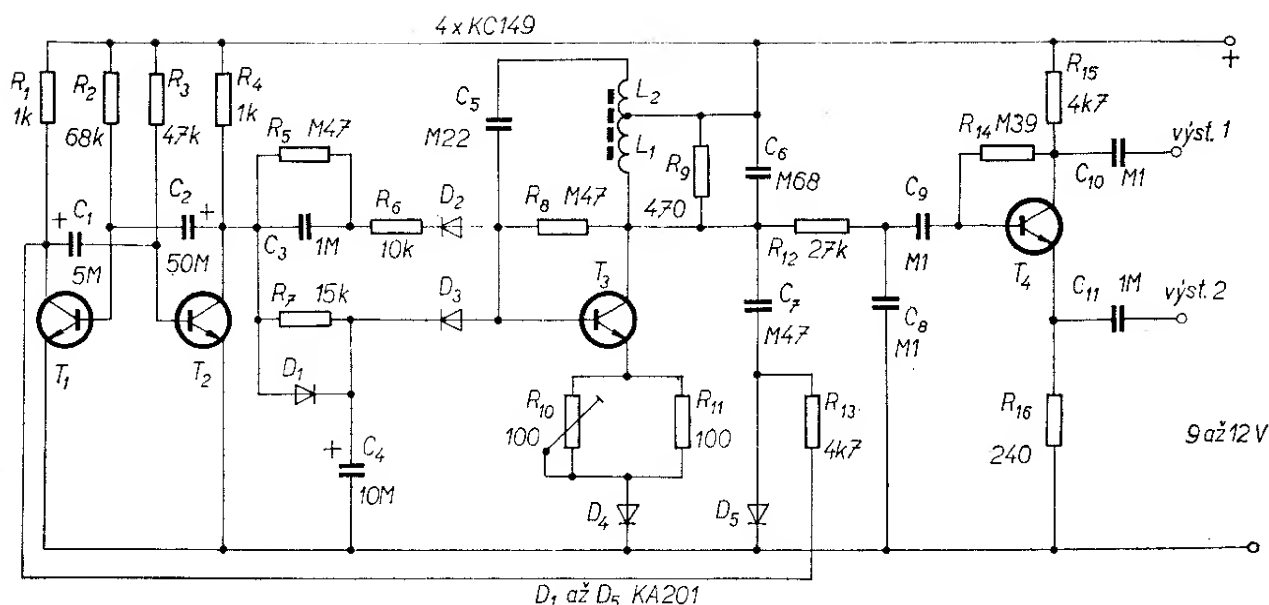 4 x KC149
+
R1
1k
R2
68k
R3
47k
R4
1k
R5 M47
C5
M22
L2
L1
R9
470
C6
M68
R15
4k7
R14 M39
výst. 1
C10
M1
+
C1
5M
C2
+
50M
C3
1M
R6
10k
D2
R8
M47
R12
27k
C9
M1
T4
R7
15k
D3
T3
C7
M47
C8
M1
C11
1M
výst. 2
T1
T2
D1
R10
100
R11
100
R13
4k7
R16
240
9 až 12 V
+
C4
10M
D4
D5
D1 až D5 KA201